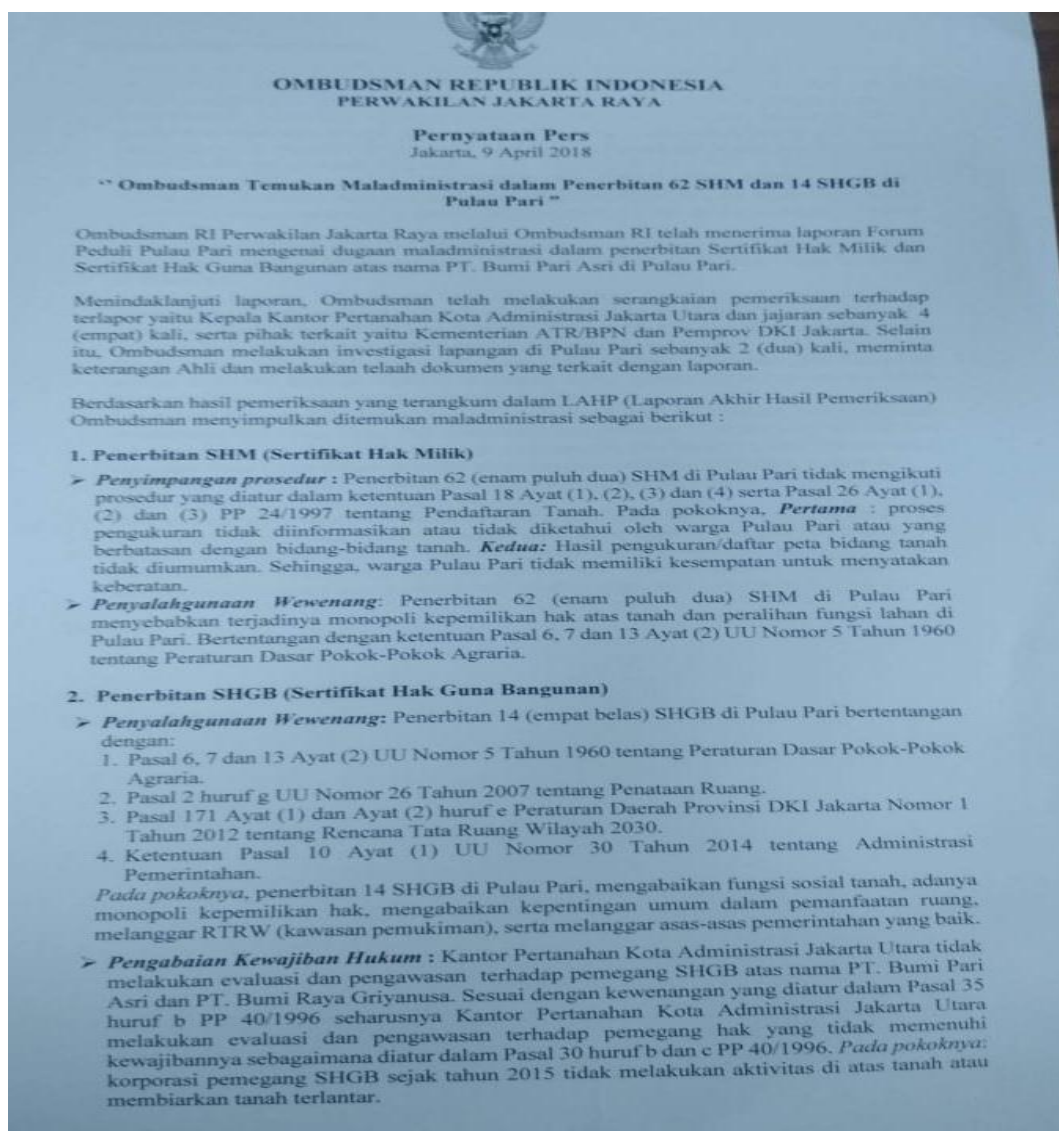 OMBUDSMAN REPUBLIK INDONESIA
PERWAKILAN JAKARTA RAYA
Pernyataan Pers
Jakarta, 9 April 2018
“ Ombudsman Temukan Maladministrasi dalam Penerbitan 62 SHM dan 14 SHGB di
Pulau Pari ”
Ombudsman RI Perwakilan Jakarta Raya melalui Ombudsman RI telah menerima laporan Forum
Peduli Pulau Pari mengenai dugaan maladministrasi dalam penerbitan Sertifikat Hak Milik dan
Sertifikat Hak Guna Bangunan atas nama PT. Bumi Pari Asri di Pulau Pari.
Menindaklanjuti laporan, Ombudsman telah melakukan serangkaian pemeriksaan terhadap
terlapor yaitu Kepala Kantor Pertanahan Kota Administrasi Jakarta Utara dan jajaran sebanyak 4
(empat) kali, serta pihak terkait yaitu Kementerian ATR/BPN dan Pemprov DKI Jakarta. Selain
itu, Ombudsman melakukan investigasi lapangan di Pulau Pari sebanyak 2 (dua) kali, meminta
keterangan Ahli dan melakukan telaah dokumen yang terkait dengan laporan.
Berdasarkan hasil pemeriksaan yang terangkum dalam LAHP (Laporan Akhir Hasil Pemeriksaan)
Ombudsman menyimpulkan ditemukan maladministrasi sebagai berikut :
1. Penerbitan SHM (Sertifikat Hak Milik)
➢ Penyimpangan prosedur : Penerbitan 62 (enam puluh dua) SHM di Pulau Pari tidak mengikuti
prosedur yang diatur dalam ketentuan Pasal 18 Ayat (1), (2), (3) dan (4) serta Pasal 26 Ayat (1),
(2) dan (3) PP 24/1997 tentang Pendaftaran Tanah. Pada pokoknya, Pertama : proses
pengukuran tidak diinformasikan atau tidak diketahui oleh warga Pulau Pari atau yang
berbatasan dengan bidang-bidang tanah. Kedua: Hasil pengukuran/daftar peta bidang tanah
tidak diumumkan. Sehingga, warga Pulau Pari tidak memiliki kesempatan untuk menyatakan
keberatan.
➢ Penyalahgunaan Wewenang: Penerbitan 62 (enam puluh dua) SHM di Pulau Pari
menyebabkan terjadinya monopoli kepemilikan hak atas tanah dan peralihan fungsi lahan di
Pulau Pari. Bertentangan dengan ketentuan Pasal 6, 7 dan 13 Ayat (2) UU Nomor 5 Tahun 1960
tentang Peraturan Dasar Pokok-Pokok Agraria.
2. Penerbitan SHGB (Sertifikat Hak Guna Bangunan)
➢ Penyalahgunaan Wewenang: Penerbitan 14 (empat belas) SHGB di Pulau Pari bertentangan
dengan:
1. Pasal 6, 7 dan 13 Ayat (2) UU Nomor 5 Tahun 1960 tentang Peraturan Dasar Pokok-Pokok
Agraria.
2. Pasal 2 huruf g UU Nomor 26 Tahun 2007 tentang Penataan Ruang.
3. Pasal 171 Ayat (1) dan Ayat (2) huruf e Peraturan Daerah Provinsi DKI Jakarta Nomor 1
Tahun 2012 tentang Rencana Tata Ruang Wilayah 2030.
4. Ketentuan Pasal 10 Ayat (1) UU Nomor 30 Tahun 2014 tentang Administrasi
Pemerintahan.
Pada pokoknya, penerbitan 14 SHGB di Pulau Pari, mengabaikan fungsi sosial tanah, adanya
monopoli kepemilikan hak, mengabaikan kepentingan umum dalam pemanfaatan ruang,
melanggar RTRW (kawasan pemukiman), serta melanggar asas-asas pemerintahan yang baik.
➢ Pengabaian Kewajiban Hukum : Kantor Pertanahan Kota Administrasi Jakarta Utara tidak
melakukan evaluasi dan pengawasan terhadap pemegang SHGB atas nama PT. Bumi Pari
Asri dan PT. Bumi Raya Griyanusa. Sesuai dengan kewenangan yang diatur dalam Pasal 35
huruf b PP 40/1996 seharusnya Kantor Pertanahan Kota Administrasi Jakarta Utara
melakukan evaluasi dan pengawasan terhadap pemegang hak yang tidak memenuhi
kewajibannya sebagaimana diatur dalam Pasal 30 huruf b dan c PP 40/1996. Pada pokoknya:
korporasi pemegang SHGB sejak tahun 2015 tidak melakukan aktivitas di atas tanah atau
membiarkan tanah terlantar.